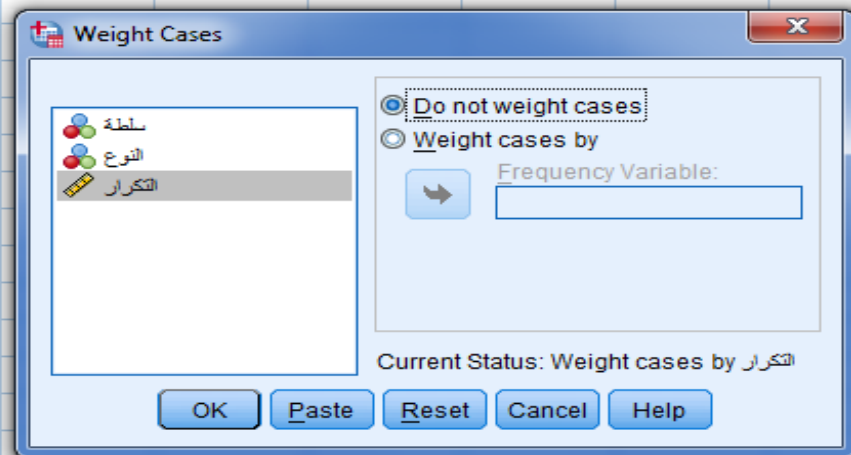 Weight Cases
سلطة
النوع
التكرار
Do not weight cases
Weight cases by
Frequency Variable:
Current Status: Weight cases by التكرار
OK Paste Reset Cancel Help